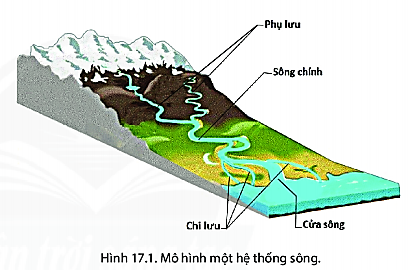 Phụ lưu
Sông chính
Chi lưu
Cửa sông
Hình 17.1. Mô hình một hệ thống sông.